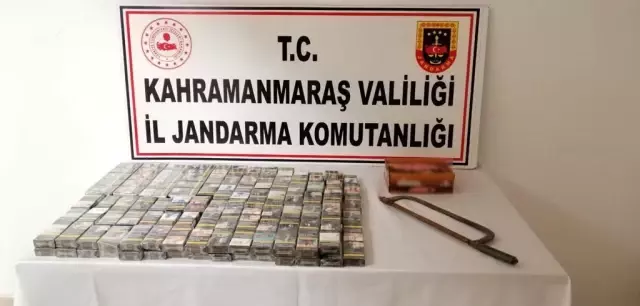 T.C.
KAHRAMANMARAŞ VALİLİĞİ
İL JANDARMA KOMUTANLIĞI